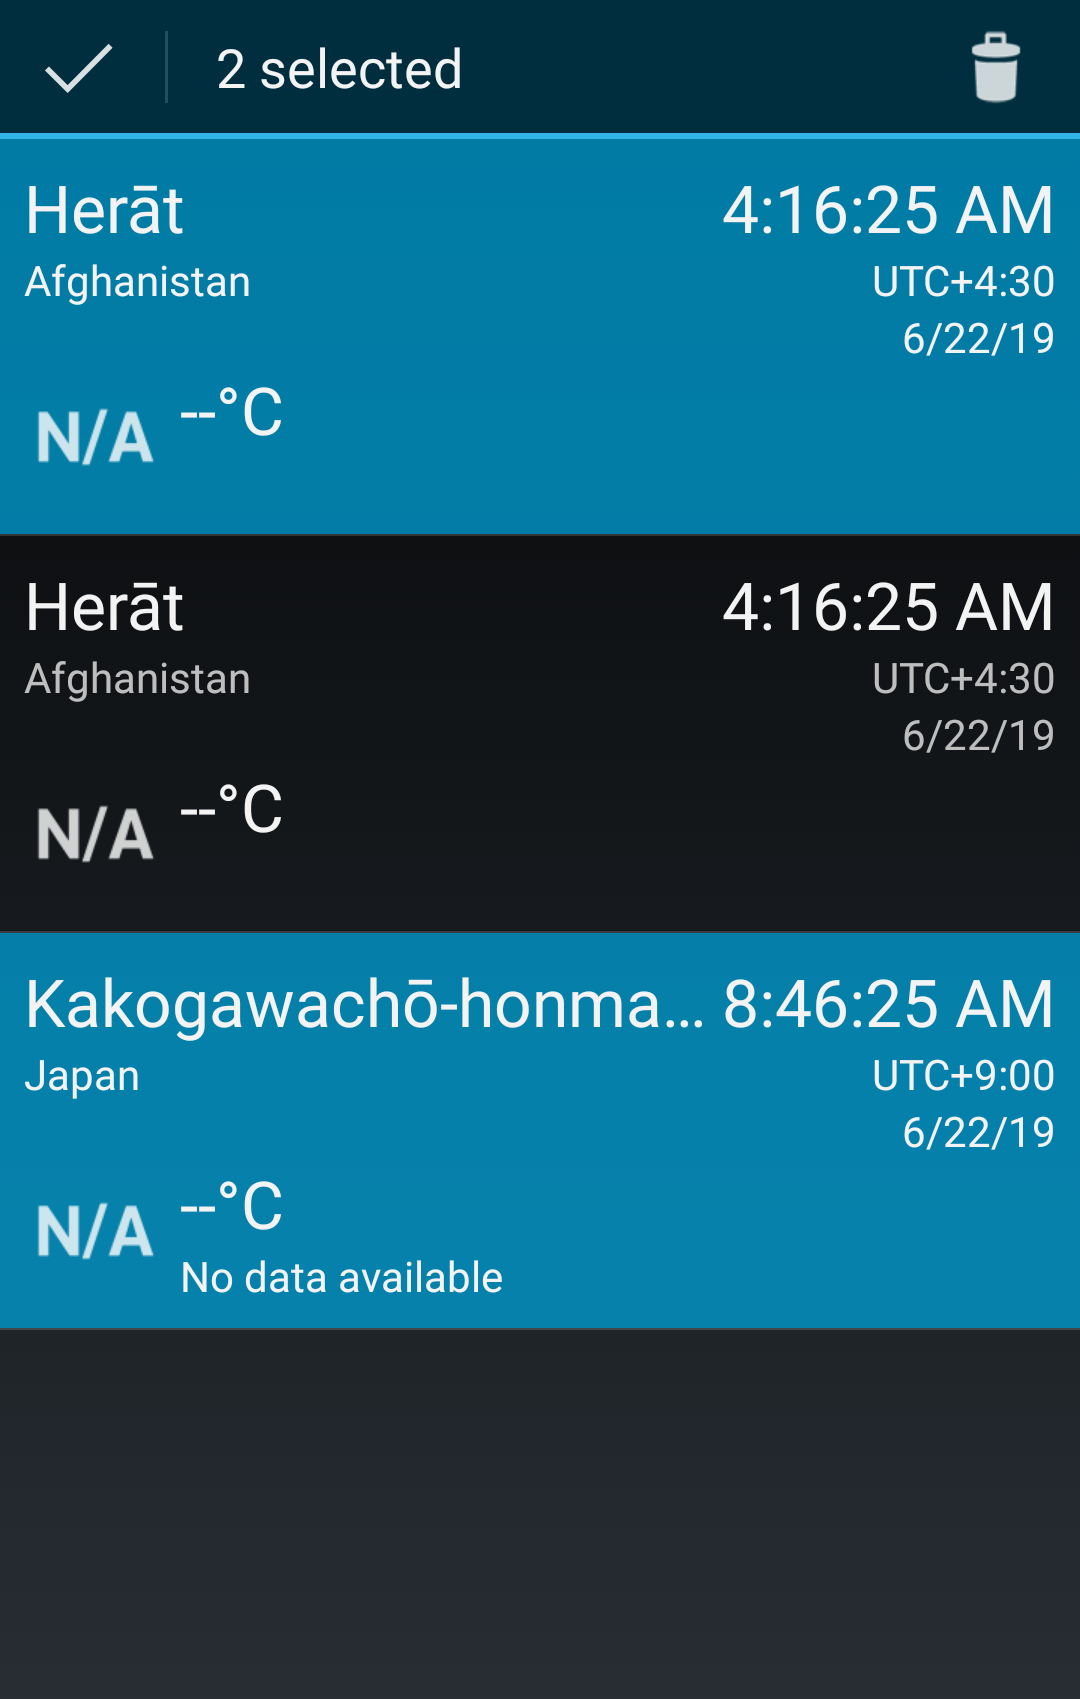 2 selected
Herāt 4:16:25 AM
Afghanistan UTC+4:30
6/22/19
N/A --°C
Herāt 4:16:25 AM
Afghanistan UTC+4:30
6/22/19
N/A --°C
Kakogawachō-honma… 8:46:25 AM
Japan UTC+9:00
6/22/19
N/A --°C
No data available